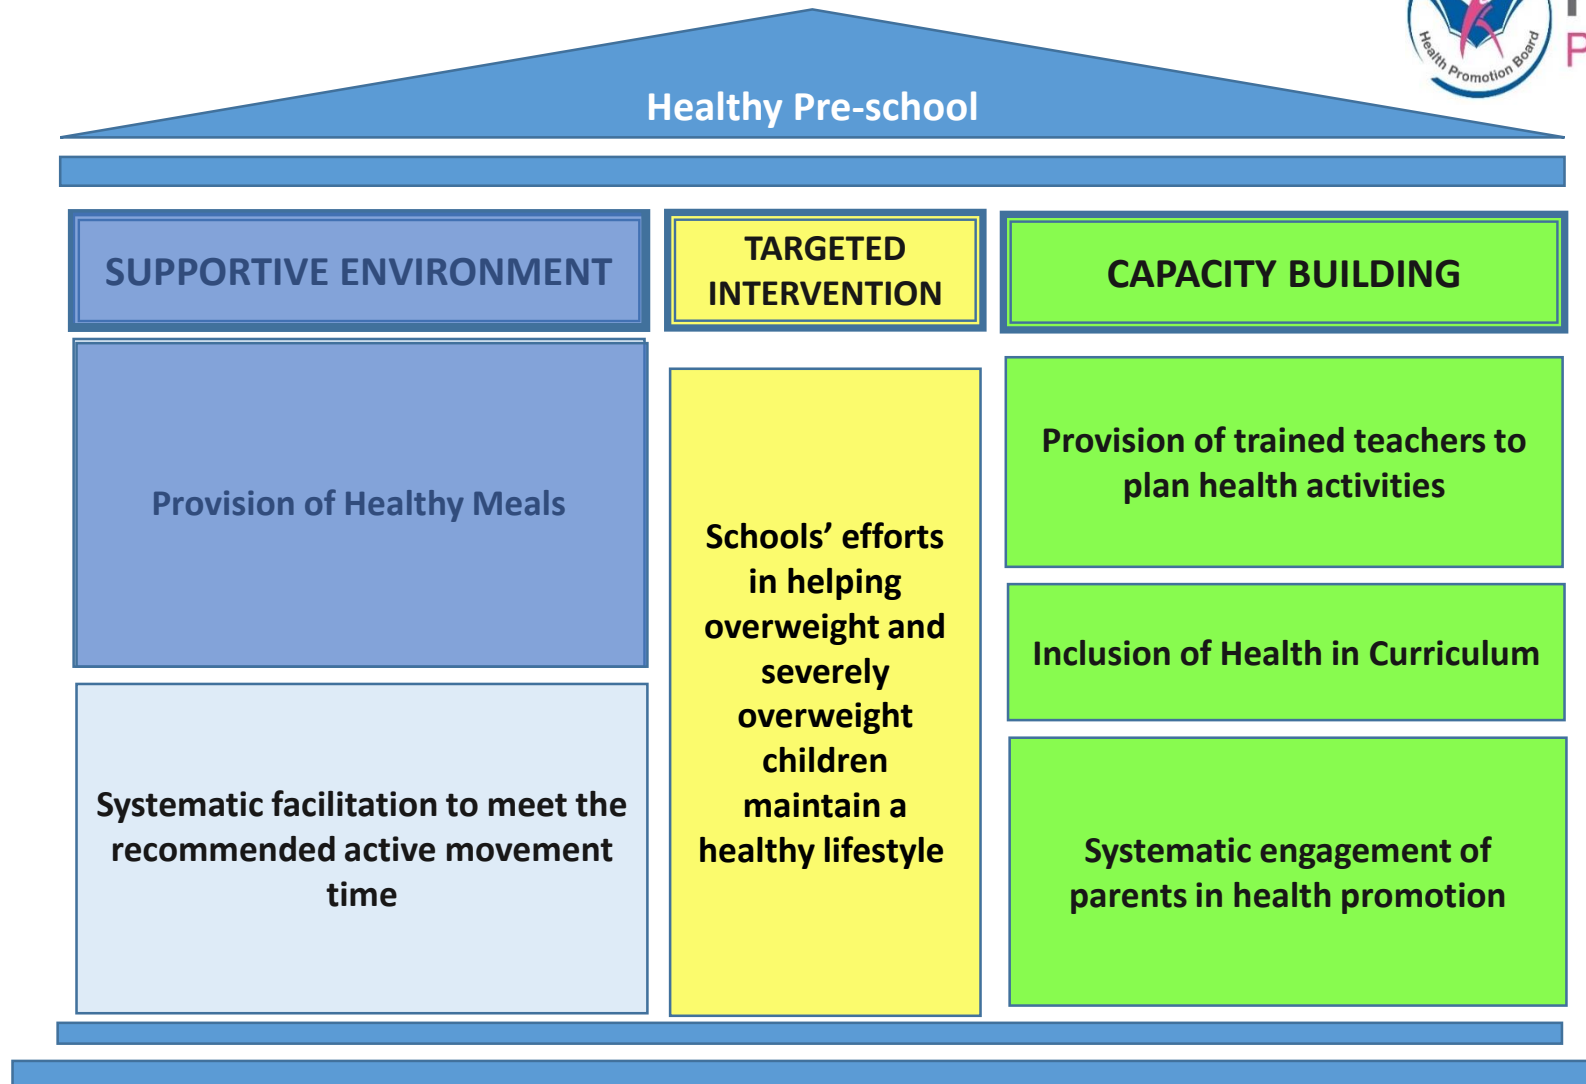 Health Promotion Board
P
Healthy Pre-school
SUPPORTIVE ENVIRONMENT
Provision of Healthy Meals
Systematic facilitation to meet the
recommended active movement
time
TARGETED
INTERVENTION
Schools’ efforts
in helping
overweight and
severely
overweight
children
maintain a
healthy lifestyle
CAPACITY BUILDING
Provision of trained teachers to
plan health activities
Inclusion of Health in Curriculum
Systematic engagement of
parents in health promotion